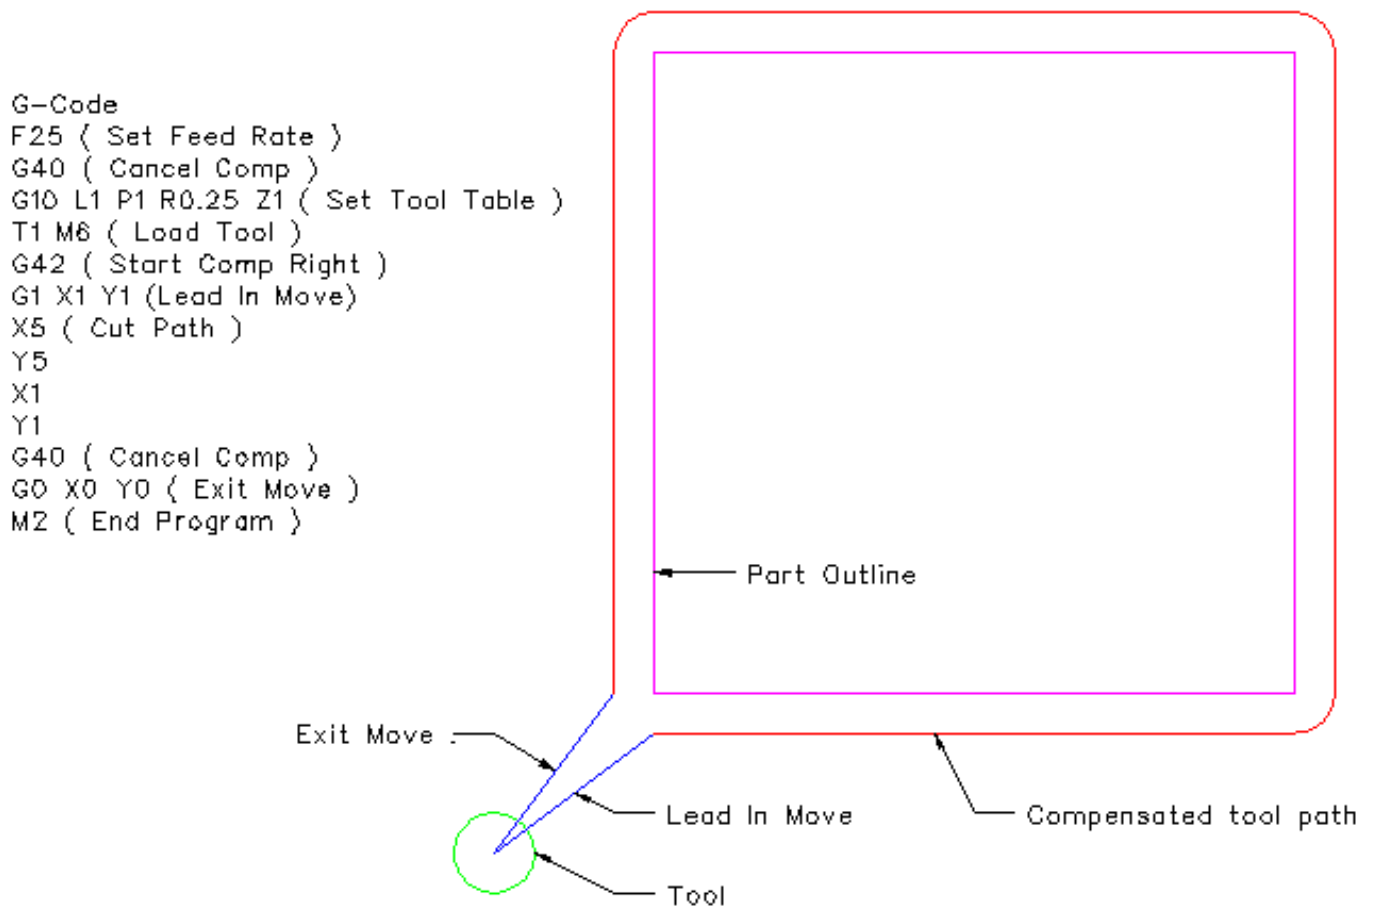 G-Code
F25 ( Set Feed Rate )
G40 ( Cancel Comp )
G10 L1 P1 R0.25 Z1 ( Set Tool Table )
T1 M6 ( Load Tool )
G42 ( Start Comp Right )
G1 X1 Y1 (Lead In Move)
X5 ( Cut Path )
Y5
X1
Y1
G40 ( Cancel Comp )
G0 X0 Y0 ( Exit Move )
M2 ( End Program )
Part Outline
Exit Move
Lead In Move
Compensated tool path
Tool